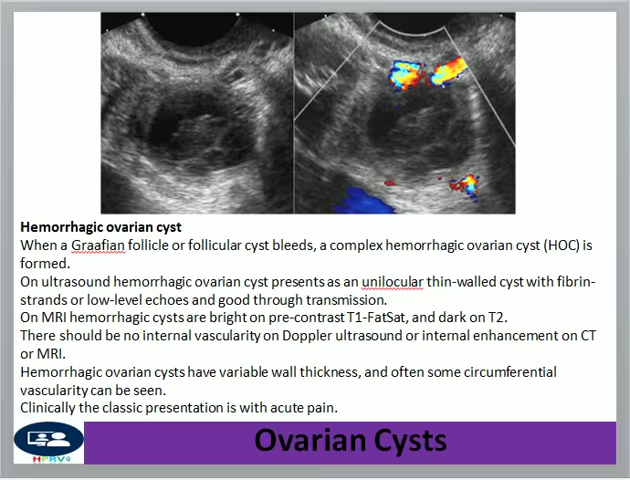 Hemorrhagic ovarian cyst
When a Graafian follicle or follicular cyst bleeds, a complex hemorrhagic ovarian cyst (HOC) is
formed.
On ultrasound hemorrhagic ovarian cyst presents as an unilocular thin-walled cyst with fibrin-
strands or low-level echoes and good through transmission.
On MRI hemorrhagic cysts are bright on pre-contrast T1-FatSat, and dark on T2.
There should be no internal vascularity on Doppler ultrasound or internal enhancement on CT
or MRI.
Hemorrhagic ovarian cysts have variable wall thickness, and often some circumferential
vascularity can be seen.
Clinically the classic presentation is with acute pain.
Ovarian Cysts
HPRV